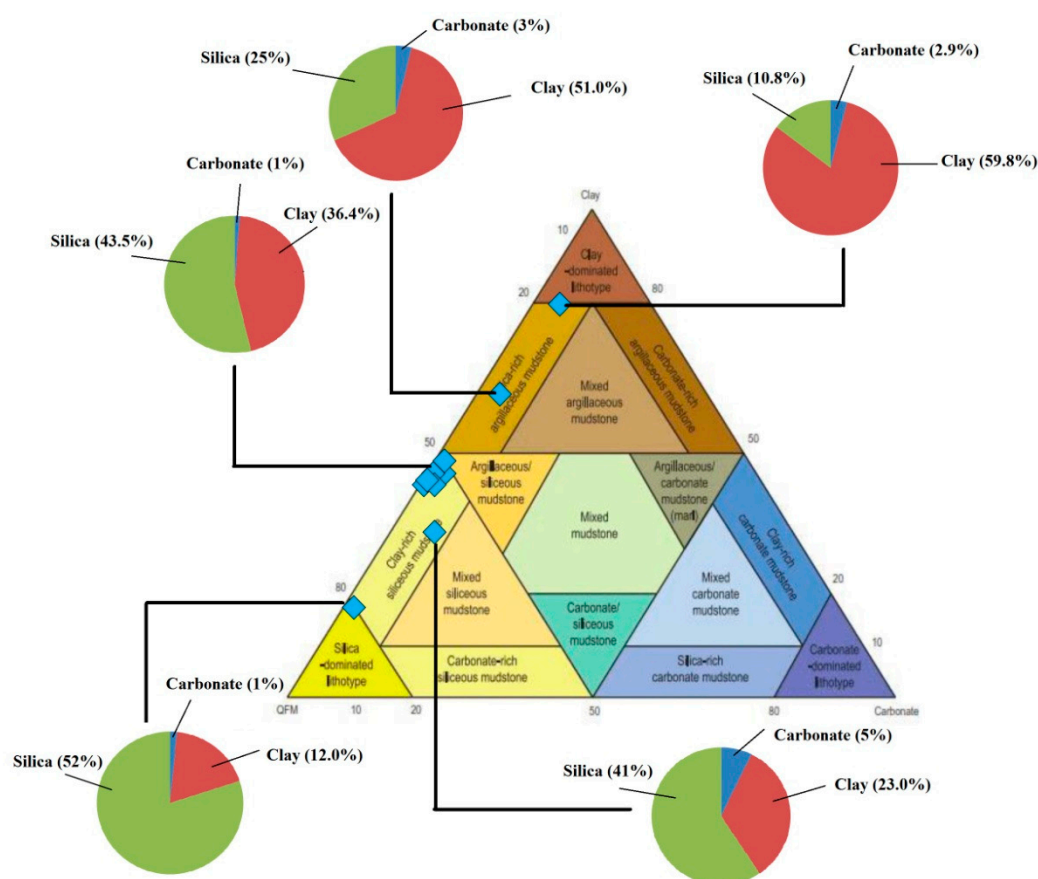 Carbonate (3%)
Silica (25%)
Clay (51.0%)
Carbonate (2.9%)
Silica (10.8%)
Clay (59.8%)
Carbonate (1%)
Clay (36.4%)
Silica (43.5%)
Clay
10
Clay
-dominated
lithotype
20
80
ica-rich
argillaceous mudstone
Carbonate-rich
argillaceous mudstone
Mixed
argillaceous
mudstone
50
50
Argillaceous/
siliceous
mudstone
Argillaceous/
carbonate
mudstone
(marl)
Mixed
mudstone
Clay-rich
siliceous mudstone
Clay-rich
carbonate mudstone
80
Mixed
siliceous
mudstone
Mixed
carbonate
mudstone
20
Carbonate/
siliceous
mudstone
Silica
-dominated
lithotype
Carbonate-rich
siliceous mudstone
Silica-rich
carbonate mudstone
Carbonate
-dominated
lithotype
10
QFM
10
20
50
80
Carbonate
Carbonate (1%)
Silica (52%)
Clay (12.0%)
Carbonate (5%)
Silica (41%)
Clay (23.0%)